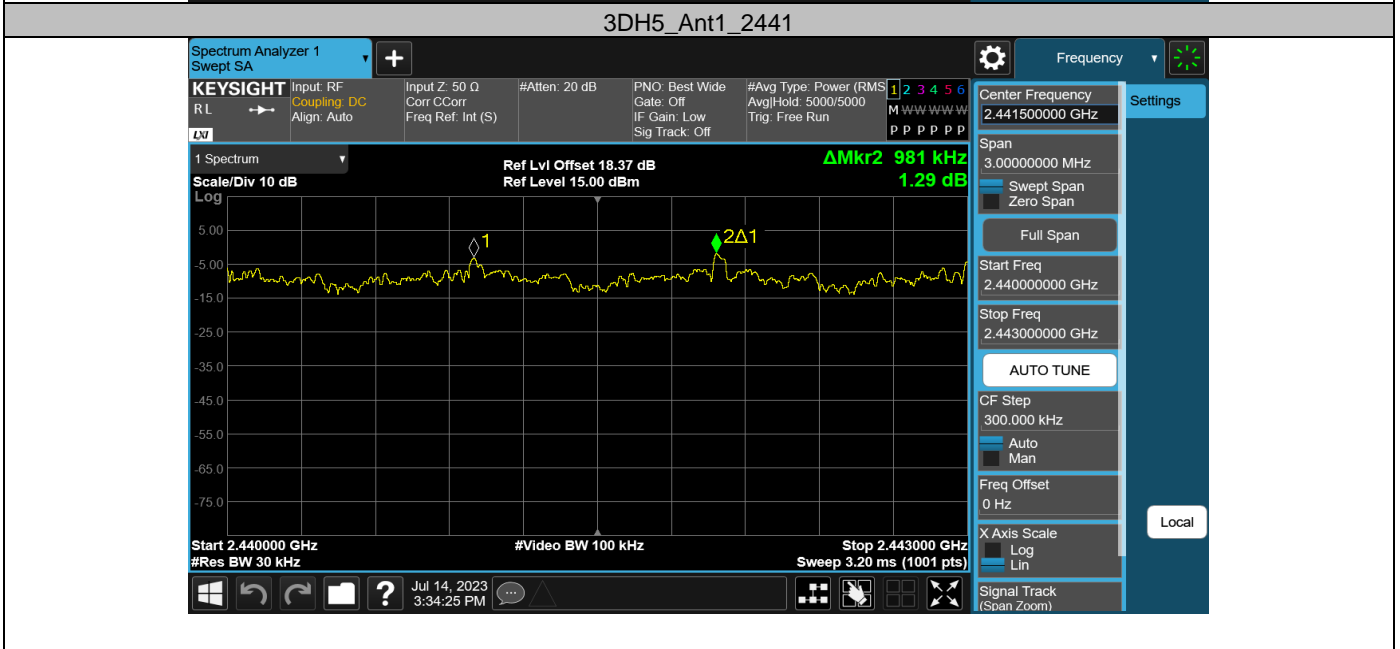 3DH5_Ant1_2441
Spectrum Analyzer 1
Swept SA
+
Frequency
KEYSIGHT
RL
LXI
Input: RF
Coupling: DC
Align: Auto
Input Z: 50 Ω
Corr CCorr
Freq Ref: Int (S)
#Atten: 20 dB
PNO: Best Wide
Gate: Off
IF Gain: Low
Sig Track: Off
#Avg Type: Power (RMS
Avg|Hold: 5000/5000
Trig: Free Run
1 2 3 4 5 6
M W W W W W
P P P P P P
1 Spectrum
Scale/Div 10 dB
Log
Ref Lvl Offset 18.37 dB
Ref Level 15.00 dBm
ΔMkr2 981 kHz
1.29 dB
1
2Δ1
5.00
-5.00
-15.0
-25.0
-35.0
-45.0
-55.0
-65.0
-75.0
Start 2.440000 GHz
#Res BW 30 kHz
#Video BW 100 kHz
Stop 2.443000 GHz
Sweep 3.20 ms (1001 pts)
Center Frequency
2.441500000 GHz
Settings
Span
3.00000000 MHz
Swept Span
Zero Span
Full Span
Start Freq
2.440000000 GHz
Stop Freq
2.443000000 GHz
AUTO TUNE
CF Step
300.000 kHz
Auto
Man
Freq Offset
0 Hz
X Axis Scale
Log
Lin
Local
Signal Track
(Span Zoom)
?
Jul 14, 2023
3:34:25 PM